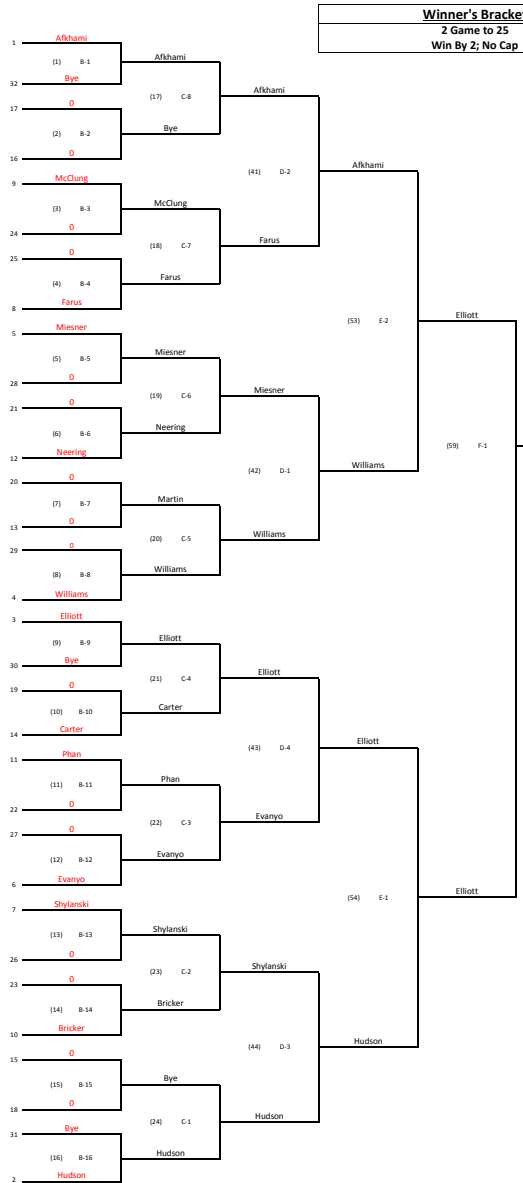 Winner's Bracke
2 Game to 25
Win By 2; No Cap
1 Afkhami
(1) B-1 Afkhami
32 Bye
(17) C-8 Afkhami
17 0
(2) B-2 Bye
16 0
(41) D-2 Afkhami
9 McClung
(3) B-3 McClung
24 0
(18) C-7 Farus
25 0
(4) B-4 Farus
8 Farus
(53) E-2 Elliott
5 Miesner
(5) B-5 Miesner
28 0
(19) C-6 Miesner
21 0
(6) B-6 Neering
12 Neering
(42) D-1 Williams
20 0
(7) B-7 Martin
13 0
(20) C-5 Williams
29 0
(8) B-8 Williams
4 Williams
(59) F-1
3 Elliott
(9) B-9 Elliott
30 Bye
(21) C-4 Elliott
19 0
(10) B-10 Carter
14 Carter
(43) D-4 Elliott
11 Phan
(11) B-11 Phan
22 0
(22) C-3 Evanyo
27 0
(12) B-12 Evanyo
6 Evanyo
(54) E-1 Elliott
7 Shylanski
(13) B-13 Shylanski
26 0
(23) C-2 Shylanski
23 0
(14) B-14 Bricker
10 Bricker
(44) D-3 Hudson
15 0
(15) B-15 Bye
18 0
(24) C-1 Hudson
31 Bye
(16) B-16 Hudson
2 Hudson